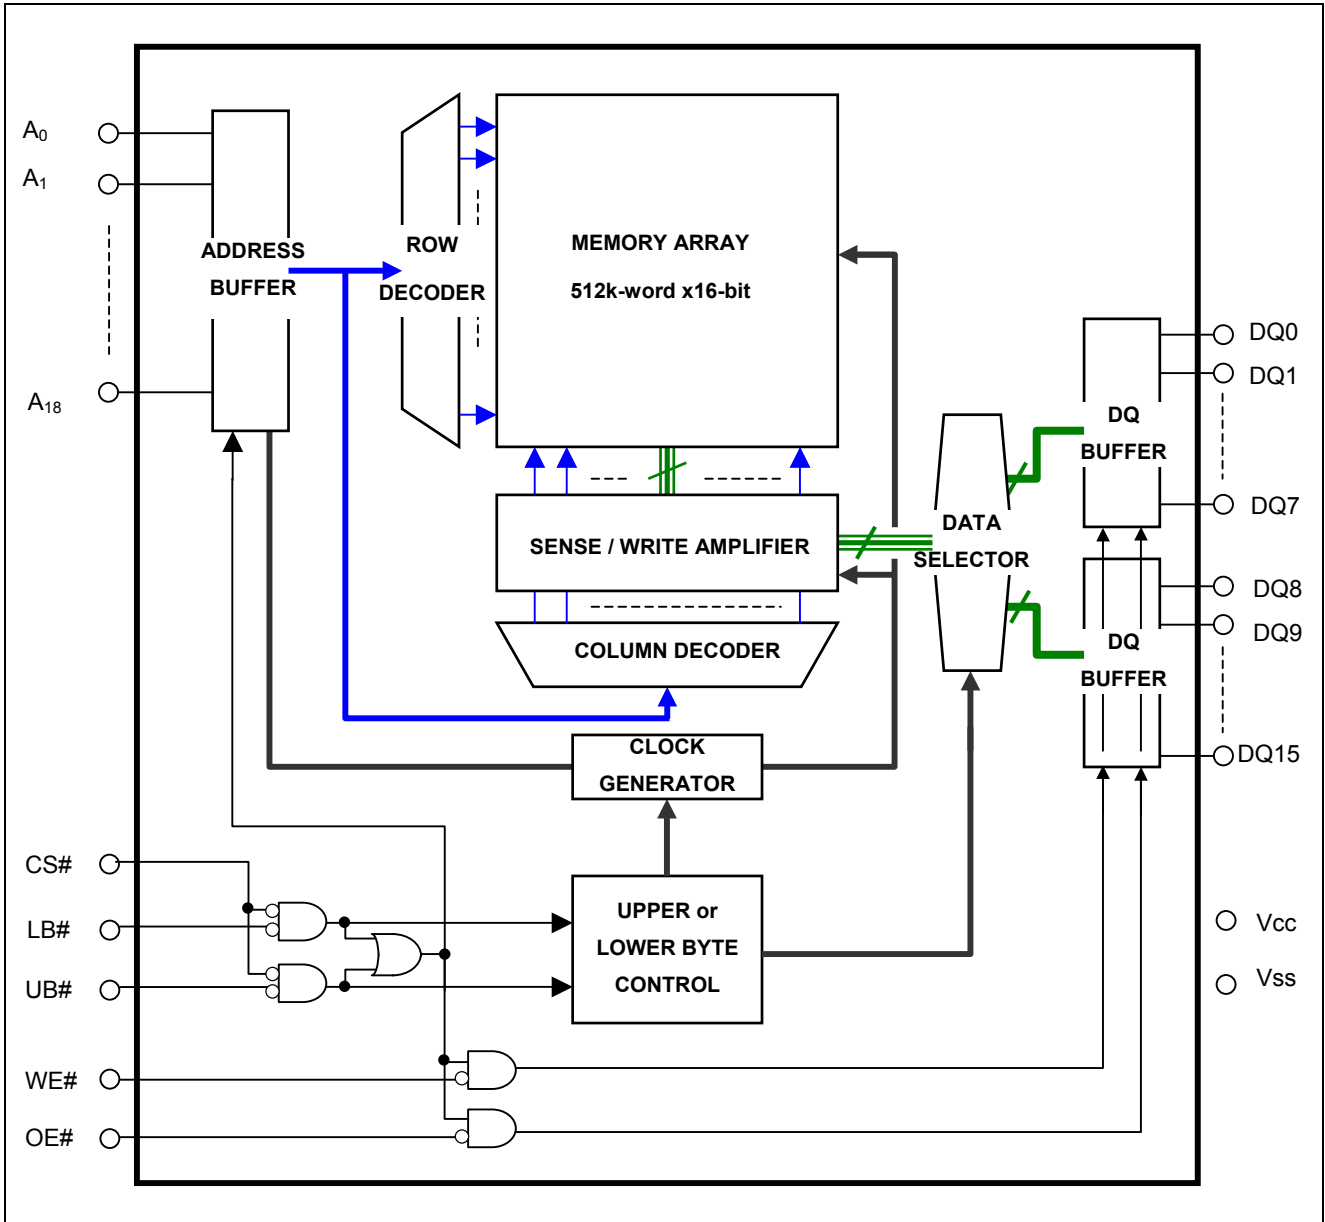 A0
A1
A18
ADDRESS
BUFFER
ROW
DECODER
MEMORY ARRAY
512k-word x16-bit
SENSE / WRITE AMPLIFIER
COLUMN DECODER
CLOCK
GENERATOR
DATA
SELECTOR
DQ
BUFFER
DQ
BUFFER
DQ0
DQ1
DQ7
DQ8
DQ9
DQ15
CS#
LB#
UB#
WE#
OE#
UPPER or
LOWER BYTE
CONTROL
Vcc
Vss